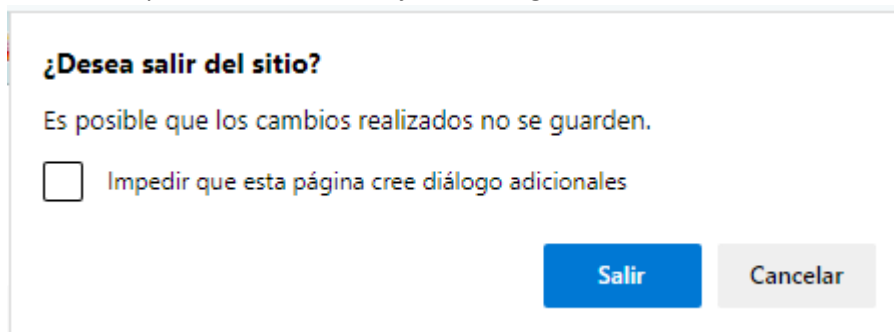 ¿Desea salir del sitio?
Es posible que los cambios realizados no se guarden.
Impedir que esta página cree diálogo adicionales
Salir Cancelar